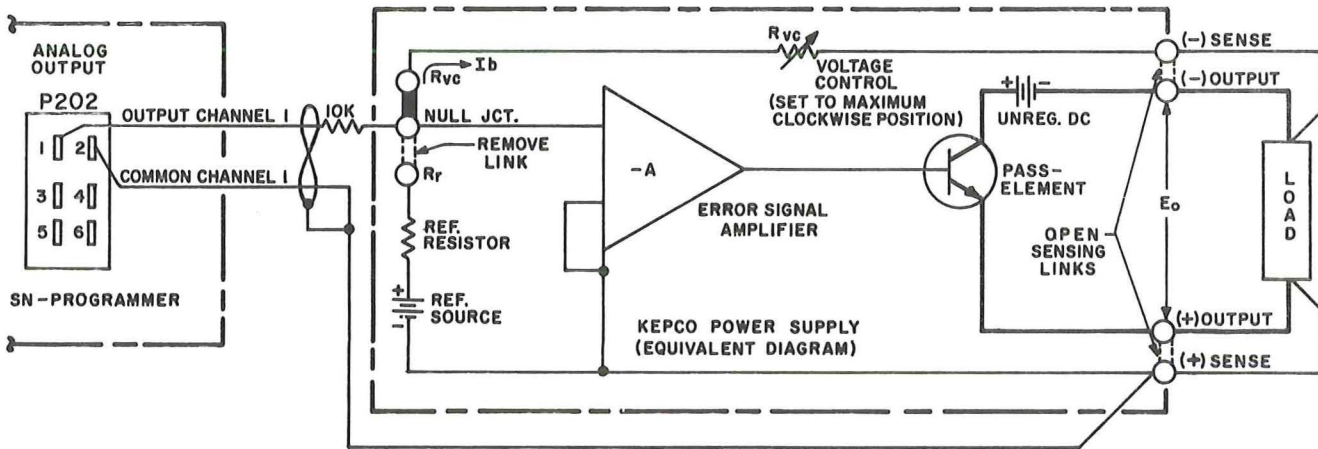 ANALOG
OUTPUT
P202
1
2
3
4
5
6
SN-PROGRAMMER
OUTPUT CHANNEL 1
COMMON CHANNEL 1
10K
Rvc
Ib
NULL JCT.
REMOVE
LINK
Rr
REF.
RESISTOR
+
-
REF.
SOURCE
-A
ERROR SIGNAL
AMPLIFIER
KEPCO POWER SUPPLY
(EQUIVALENT DIAGRAM)
Rvc
VOLTAGE
CONTROL
(SET TO MAXIMUM
CLOCKWISE POSITION)
+ -
UNREG. DC
PASS-
ELEMENT
OPEN
SENSING
LINKS
Eo
(-) SENSE
(-) OUTPUT
LOAD
(+) OUTPUT
(+) SENSE